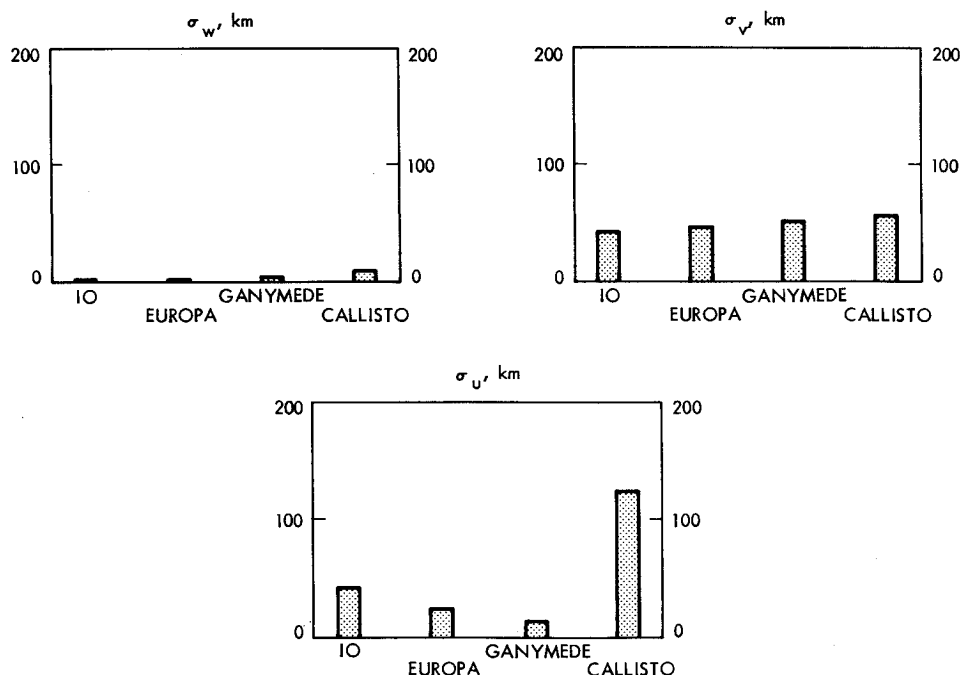 σw, km
200 200
100 100
0 0
IO GANYMEDE
EUROPA CALLISTO
σv, km
200 200
100 100
0 0
IO GANYMEDE
EUROPA CALLISTO
σu, km
200 200
100 100
0 0
IO GANYMEDE
EUROPA CALLISTO